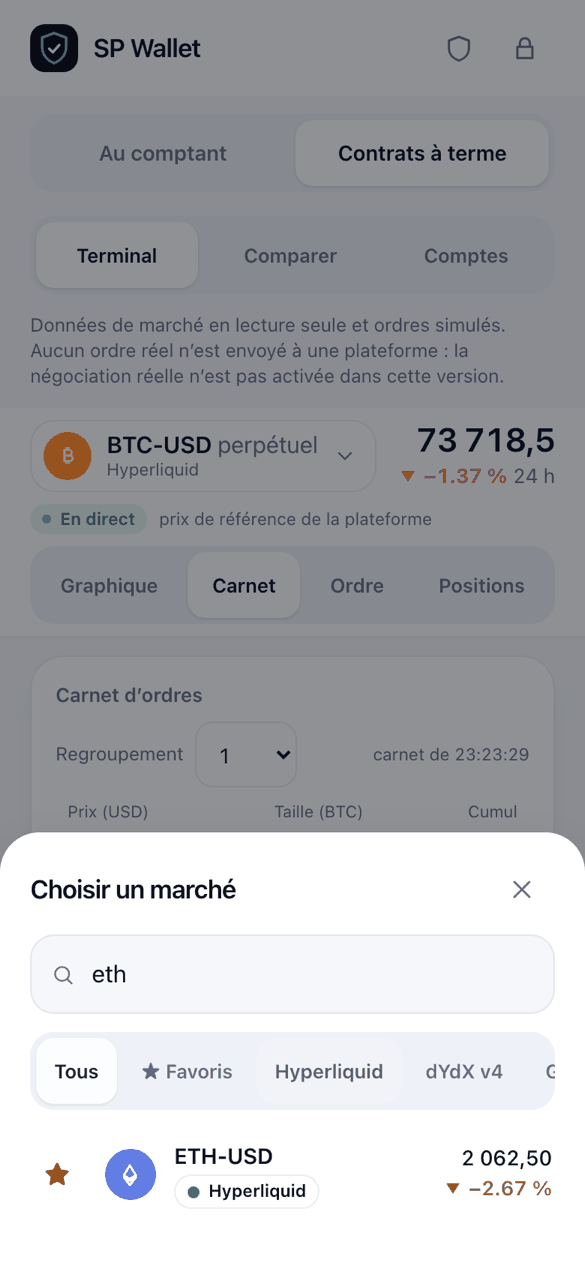 SP Wallet
Au comptant
Contrats à terme
Terminal
Comparer
Comptes
Données de marché en lecture seule et ordres simulés.
Aucun ordre réel n’est envoyé à une plateforme : la
négociation réelle n’est pas activée dans cette version.
BTC-USD perpétuel
Hyperliquid
73 718,5
▼ −1.37 % 24 h
En direct
prix de référence de la plateforme
Graphique
Carnet
Ordre
Positions
Carnet d’ordres
Regroupement
1
carnet de 23:23:29
Prix (USD)
Taille (BTC)
Cumul
Choisir un marché
eth
Tous
★ Favoris
Hyperliquid
dYdX v4
ETH-USD
Hyperliquid
2 062,50
▼ −2.67 %